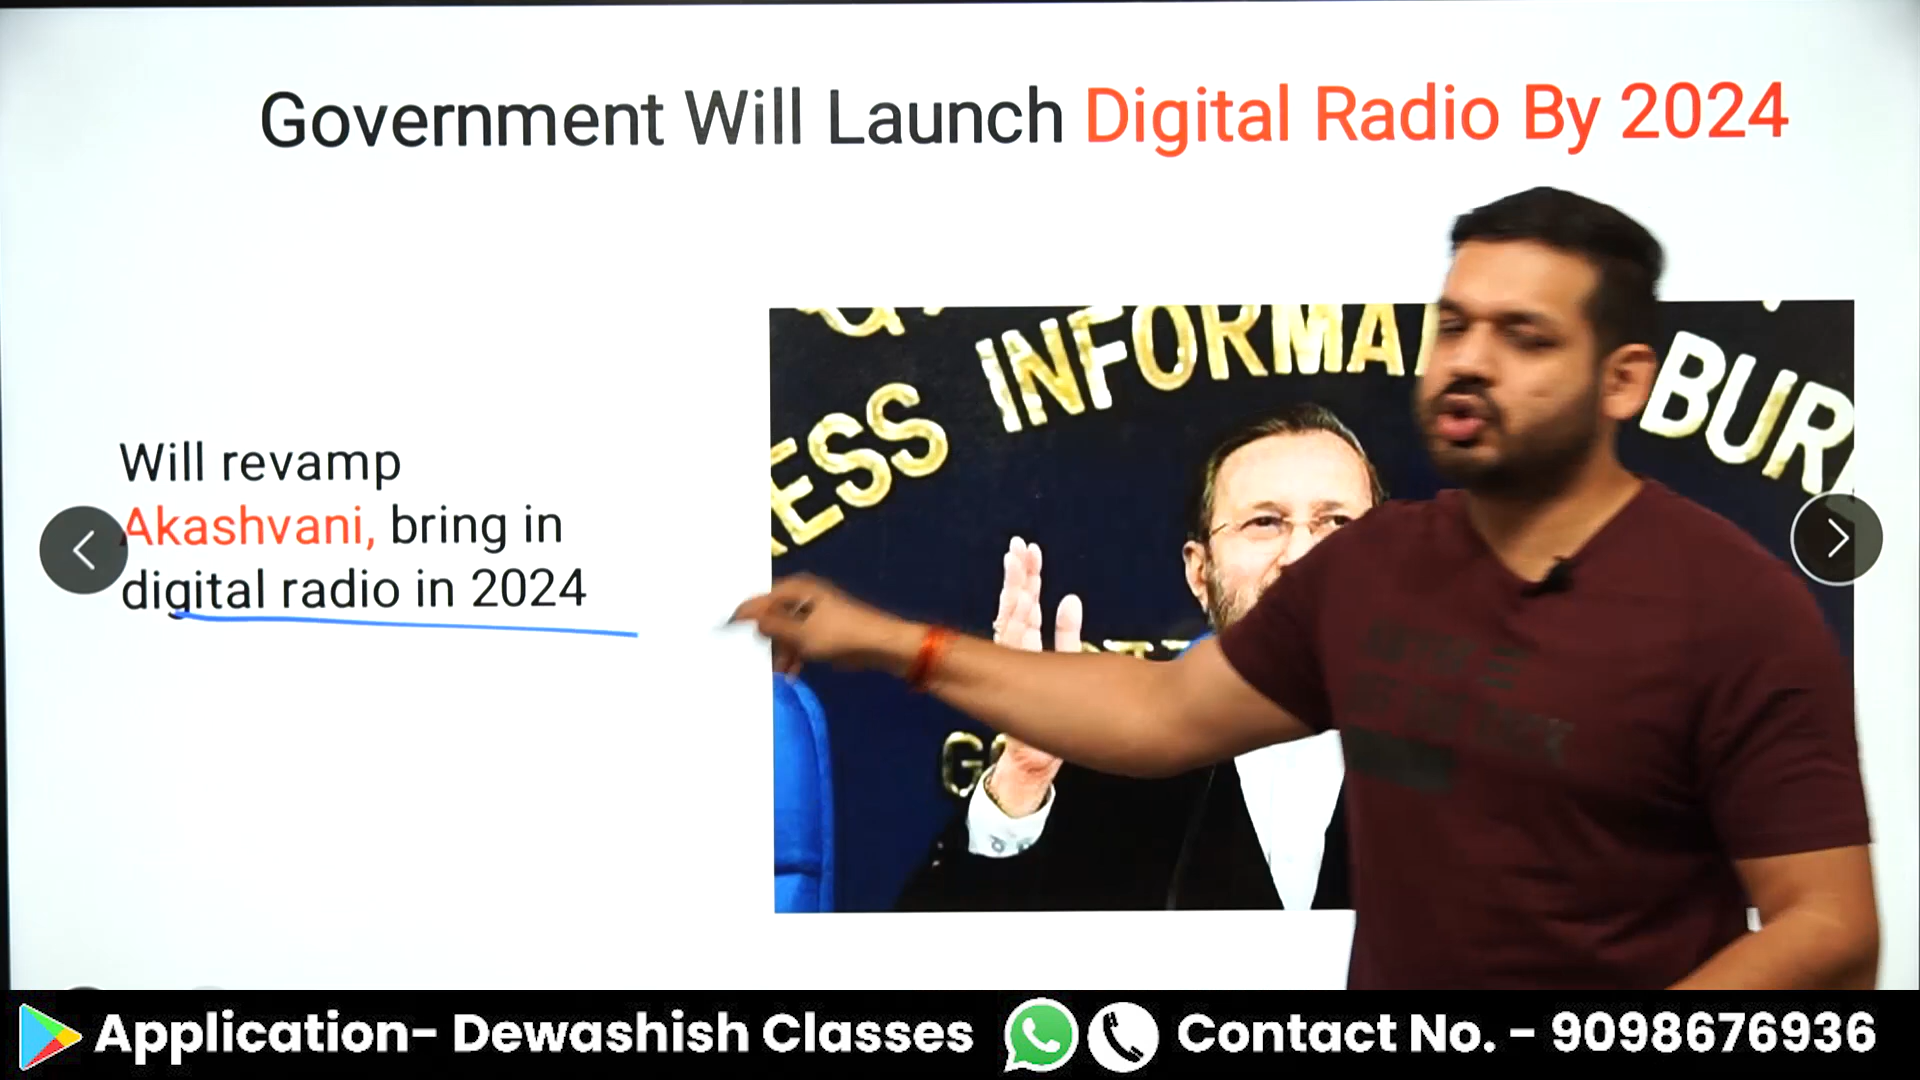 Government Will Launch Digital Radio By 2024
INFORMA
BUR
ESS
Will revamp
Akashvani, bring in
digital radio in 2024
Application- Dewashish Classes
Contact No. - 9098676936